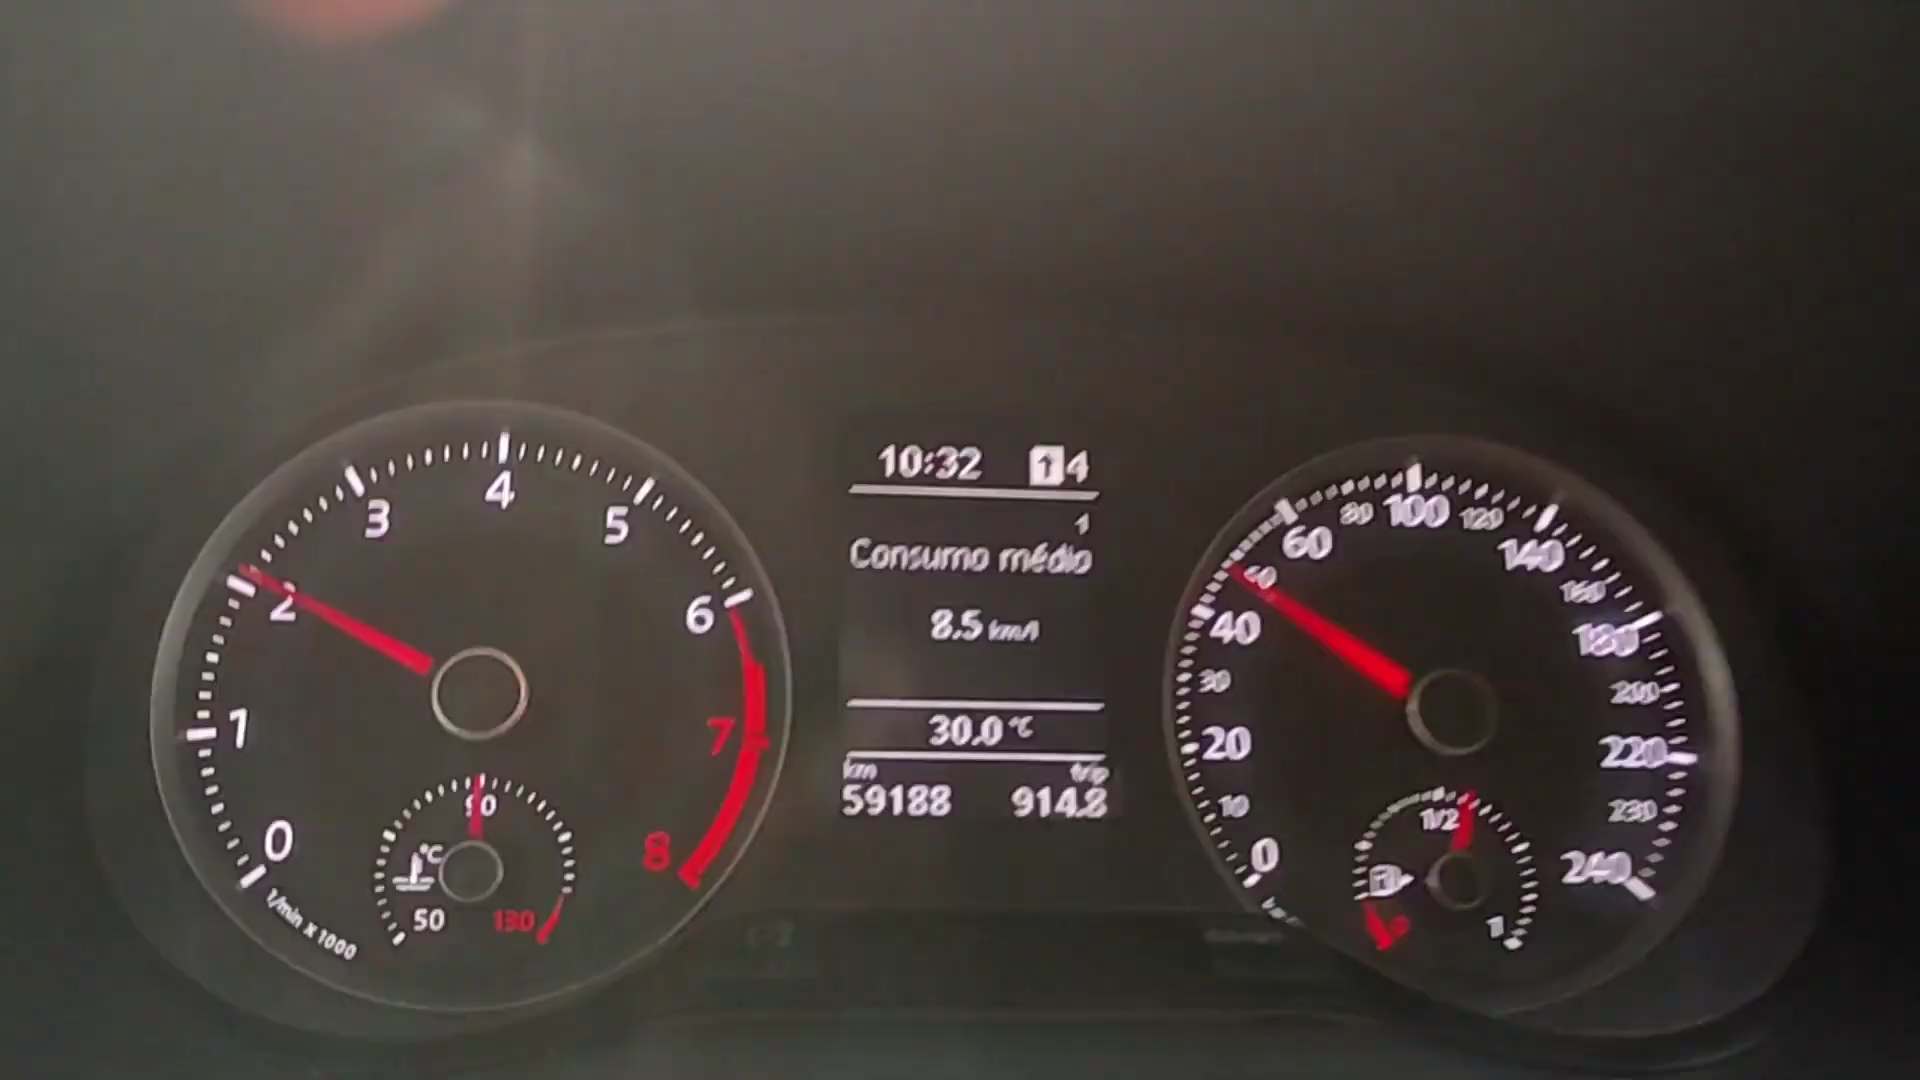 10:32 ↑4
1
Consumo médio
8.5 km/l
30.0 °C
km trip
59188 914.8
0 1 2 3 4 5 6 7 8
1/min x 1000
°C
50 90 130
0 10 20 30 40 50 60 80 100 120 140 160 180 200 220 230 240
0 1/2 1